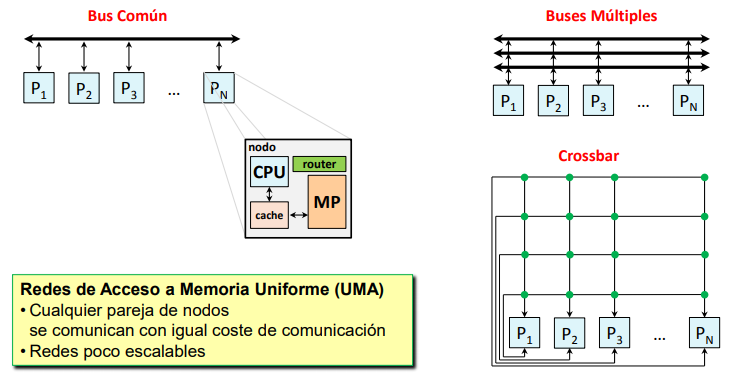 Bus Común
P1 P2 P3 ... PN
nodo
CPU router
cache MP
Redes de Acceso a Memoria Uniforme (UMA)
• Cualquier pareja de nodos
se comunican con igual coste de comunicación
• Redes poco escalables
Buses Múltiples
P1 P2 P3 ... PN
Crossbar
P1 P2 P3 ... PN